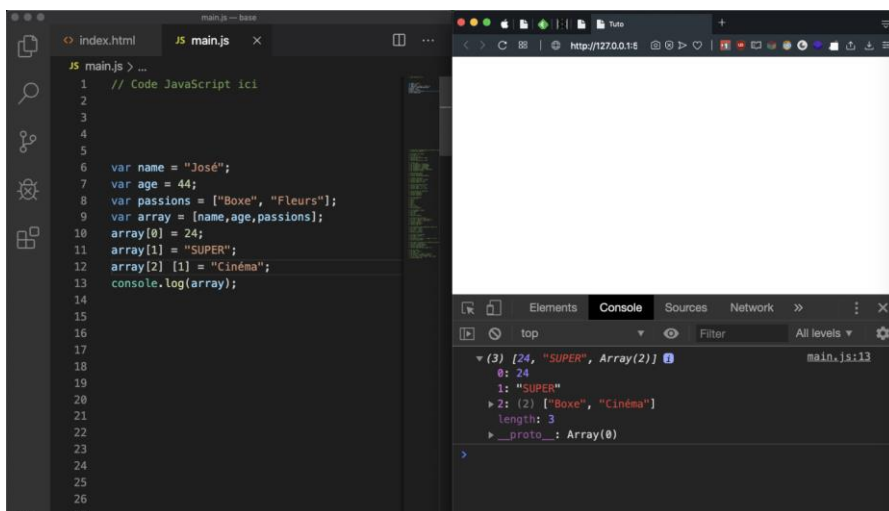 main.js — base
index.html
JS main.js ×
JS main.js > ...
1 // Code JavaScript ici
2
3
4
5
6 var name = "José";
7 var age = 44;
8 var passions = ["Boxe", "Fleurs"];
9 var array = [name,age,passions];
10 array[0] = 24;
11 array[1] = "SUPER";
12 array[2] [1] = "Cinéma";
13 console.log(array);
14
15
16
17
18
19
20
21
22
23
24
25
26
Tuto
http://127.0.0.1:5
Elements Console Sources Network »
top Filter All levels ▾
▾(3) [24, "SUPER", Array(2)] main.js:13
0: 24
1: "SUPER"
▸2: (2) ["Boxe", "Cinéma"]
length: 3
▸__proto__: Array(0)
>